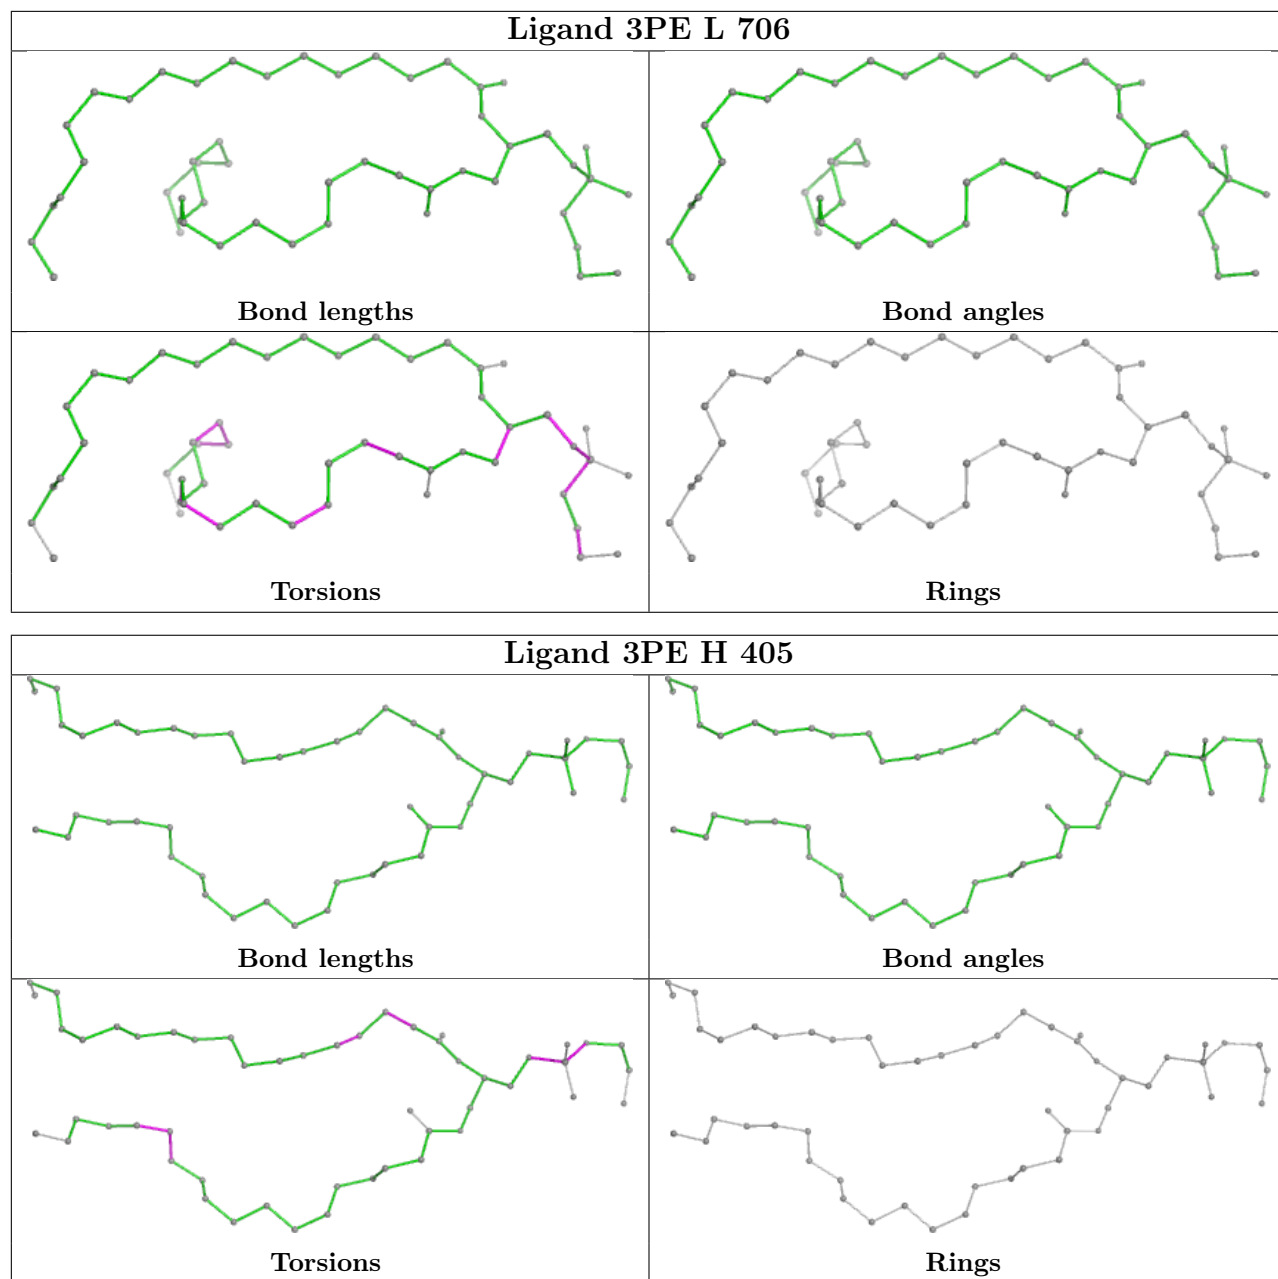 Ligand 3PE L 706
Bond lengths
Bond angles
Torsions
Rings
Ligand 3PE H 405
Bond lengths
Bond angles
Torsions
Rings